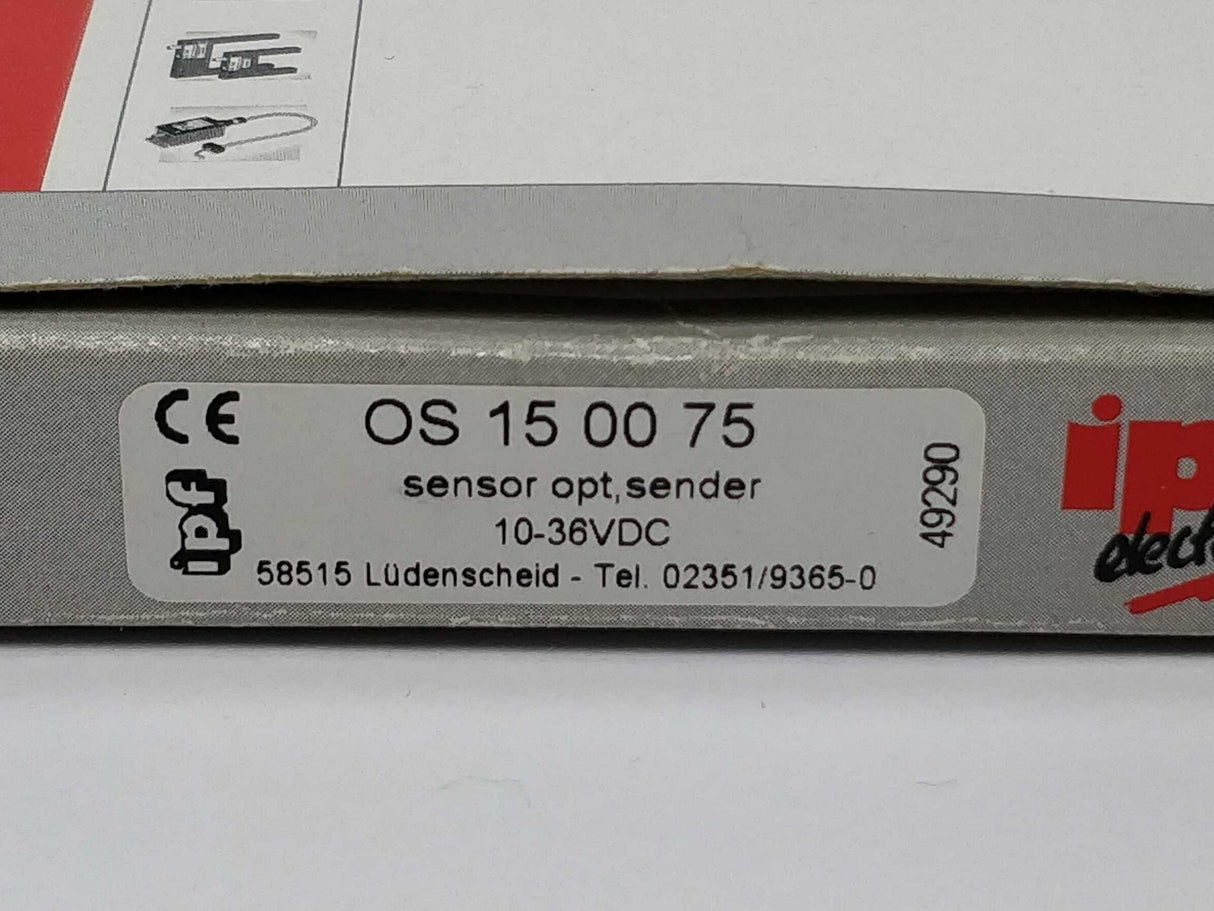 CE OS 15 00 75
ipf
sensor opt,sender
10-36VDC
58515 Lüdenscheid - Tel. 02351/9365-0
49290